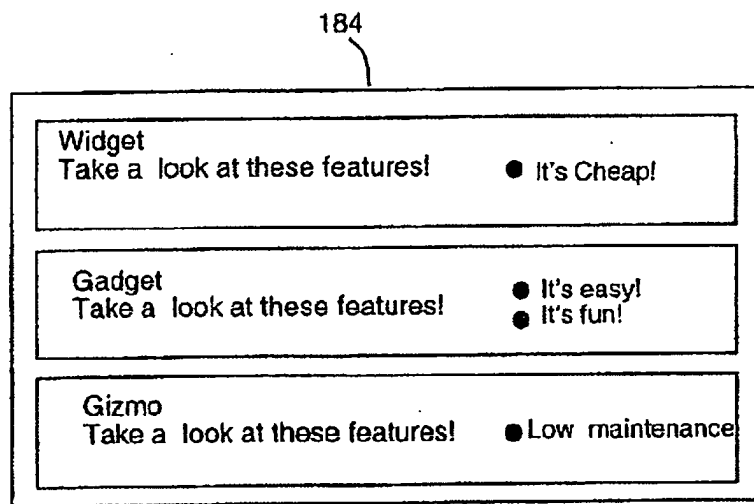 184
Widget
Take a look at these features!
● It's Cheap!
Gadget
Take a look at these features!
● It's easy!
● It's fun!
Gizmo
Take a look at these features!
● Low maintenance